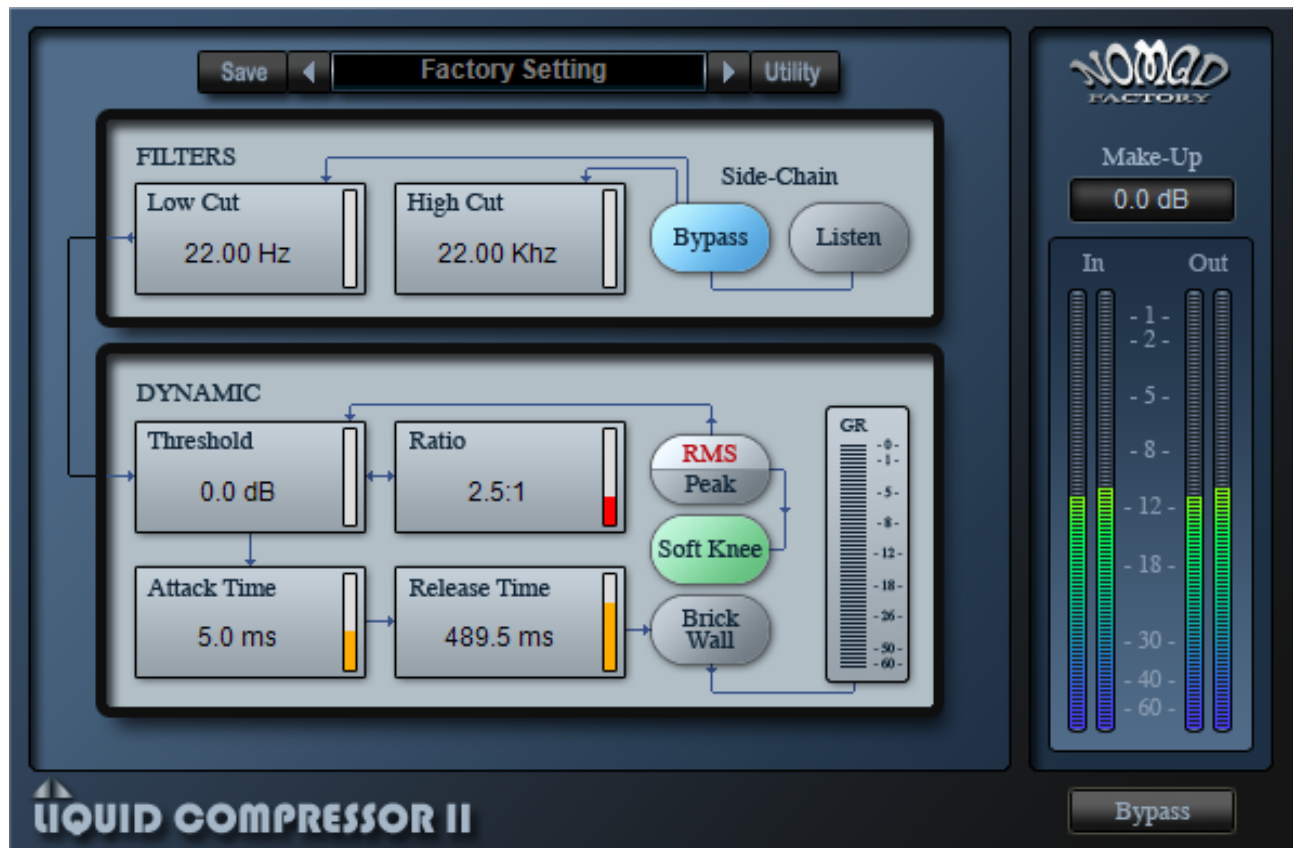 Save
Factory Setting
Utility
NOMAD
FACTORY
FILTERS
Low Cut
22.00 Hz
High Cut
22.00 Khz
Side-Chain
Bypass
Listen
Make-Up
0.0 dB
In
Out
- 1 -
- 2 -
- 5 -
- 8 -
- 12 -
- 18 -
- 30 -
- 40 -
- 60 -
DYNAMIC
Threshold
0.0 dB
Ratio
2.5:1
RMS
Peak
Soft Knee
Attack Time
5.0 ms
Release Time
489.5 ms
Brick
Wall
GR
-0-
-1-
-5-
-8-
-12-
-18-
-26-
-50-
-60-
LIQUID COMPRESSOR II
Bypass